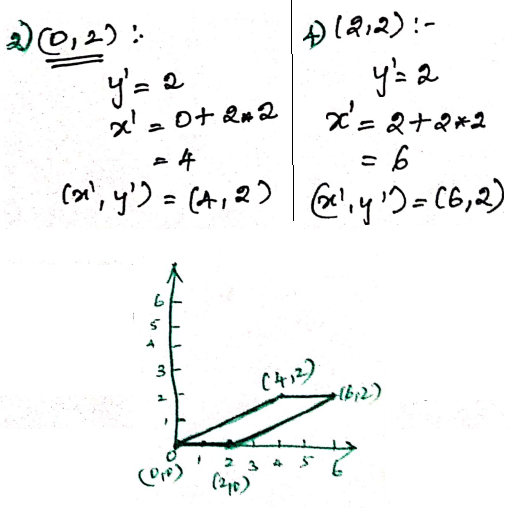 2) (0,2) :-
y' = 2
x' = 0 + 2*2
= 4
(x', y') = (4, 2)
4) (2,2) :-
y' = 2
x' = 2 + 2*2
= 6
(x', y') = (6, 2)
6
5
4
3
2
1
(4,2)
(6,2)
0 1 2 3 4 5 6
(0,0) (2,0)